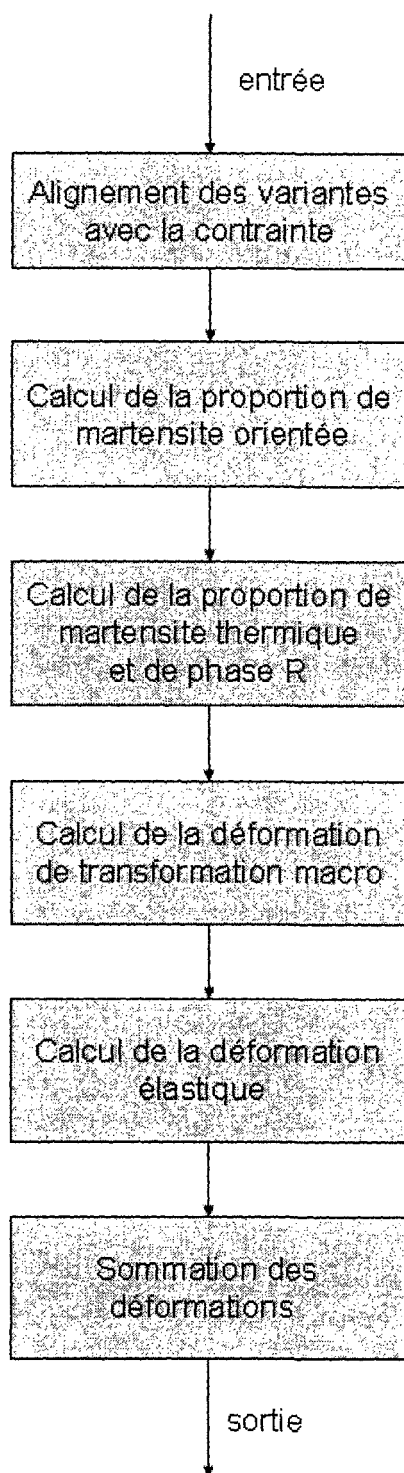 entrée
Alignement des variantes
avec la contrainte
Calcul de la proportion de
martensite orientée
Calcul de la proportion de
martensite thermique
et de phase R
Calcul de la déformation
de transformation macro
Calcul de la déformation
élastique
Sommation des
déformations
sortie